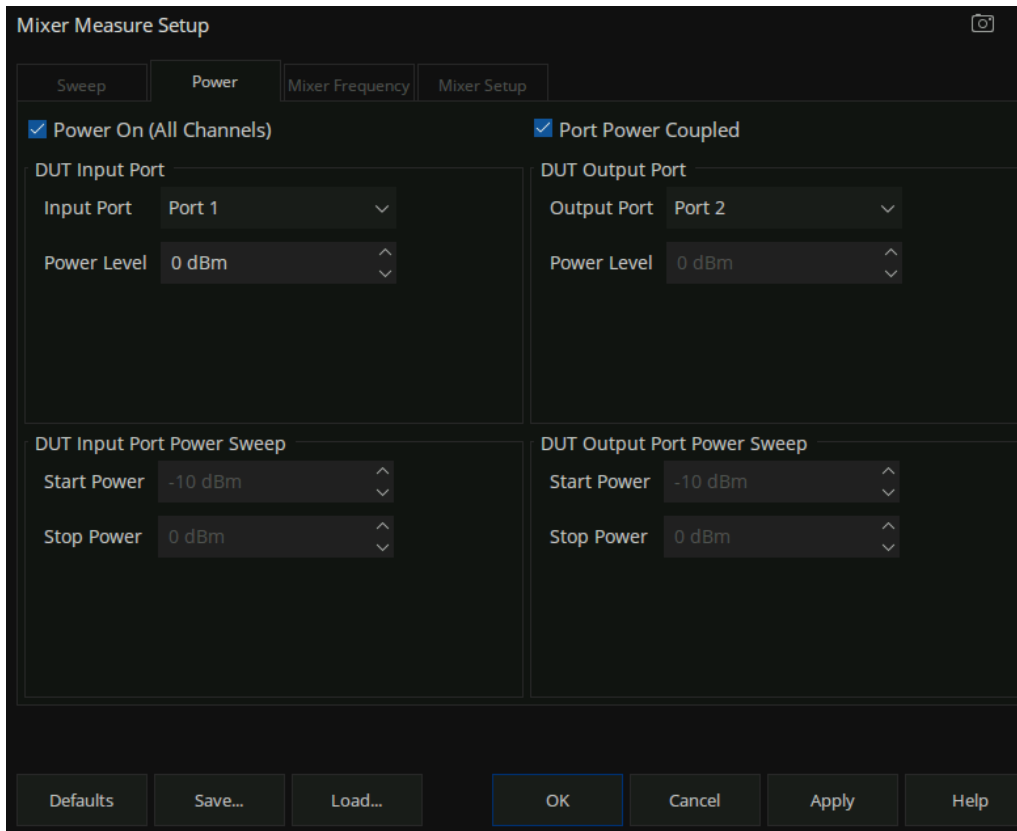 Mixer Measure Setup
Sweep
Power
Mixer Frequency
Mixer Setup
Power On (All Channels)
Port Power Coupled
DUT Input Port
Input Port
Port 1
Power Level
0 dBm
DUT Output Port
Output Port
Port 2
Power Level
0 dBm
DUT Input Port Power Sweep
Start Power
-10 dBm
Stop Power
0 dBm
DUT Output Port Power Sweep
Start Power
-10 dBm
Stop Power
0 dBm
Defaults
Save...
Load...
OK
Cancel
Apply
Help